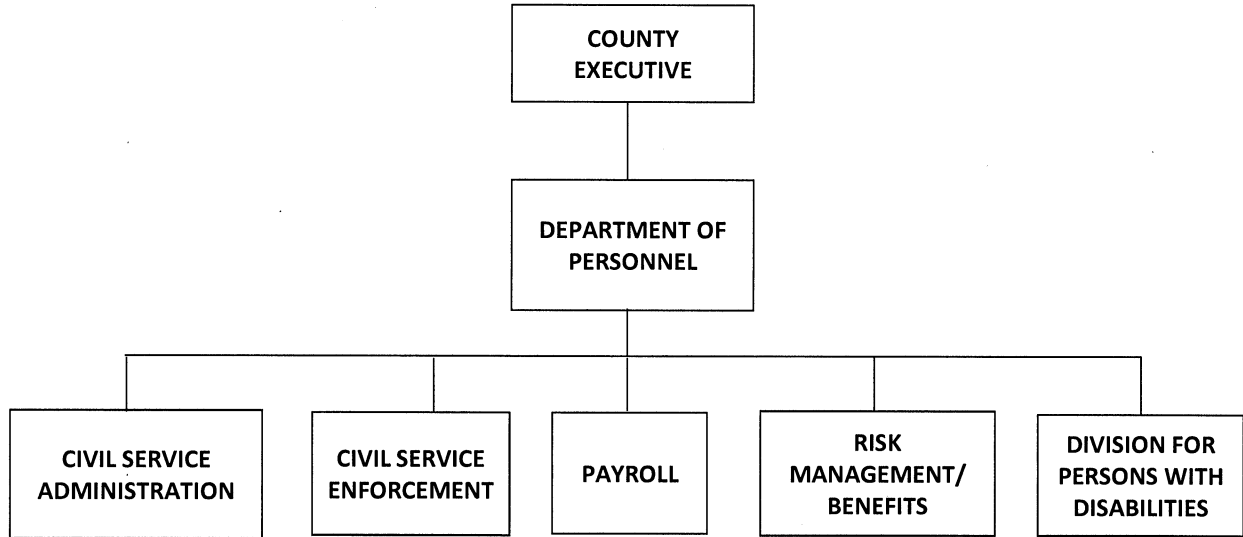 COUNTY
EXECUTIVE
DEPARTMENT OF
PERSONNEL
CIVIL SERVICE
ADMINISTRATION
CIVIL SERVICE
ENFORCEMENT
PAYROLL
RISK
MANAGEMENT/
BENEFITS
DIVISION FOR
PERSONS WITH
DISABILITIES